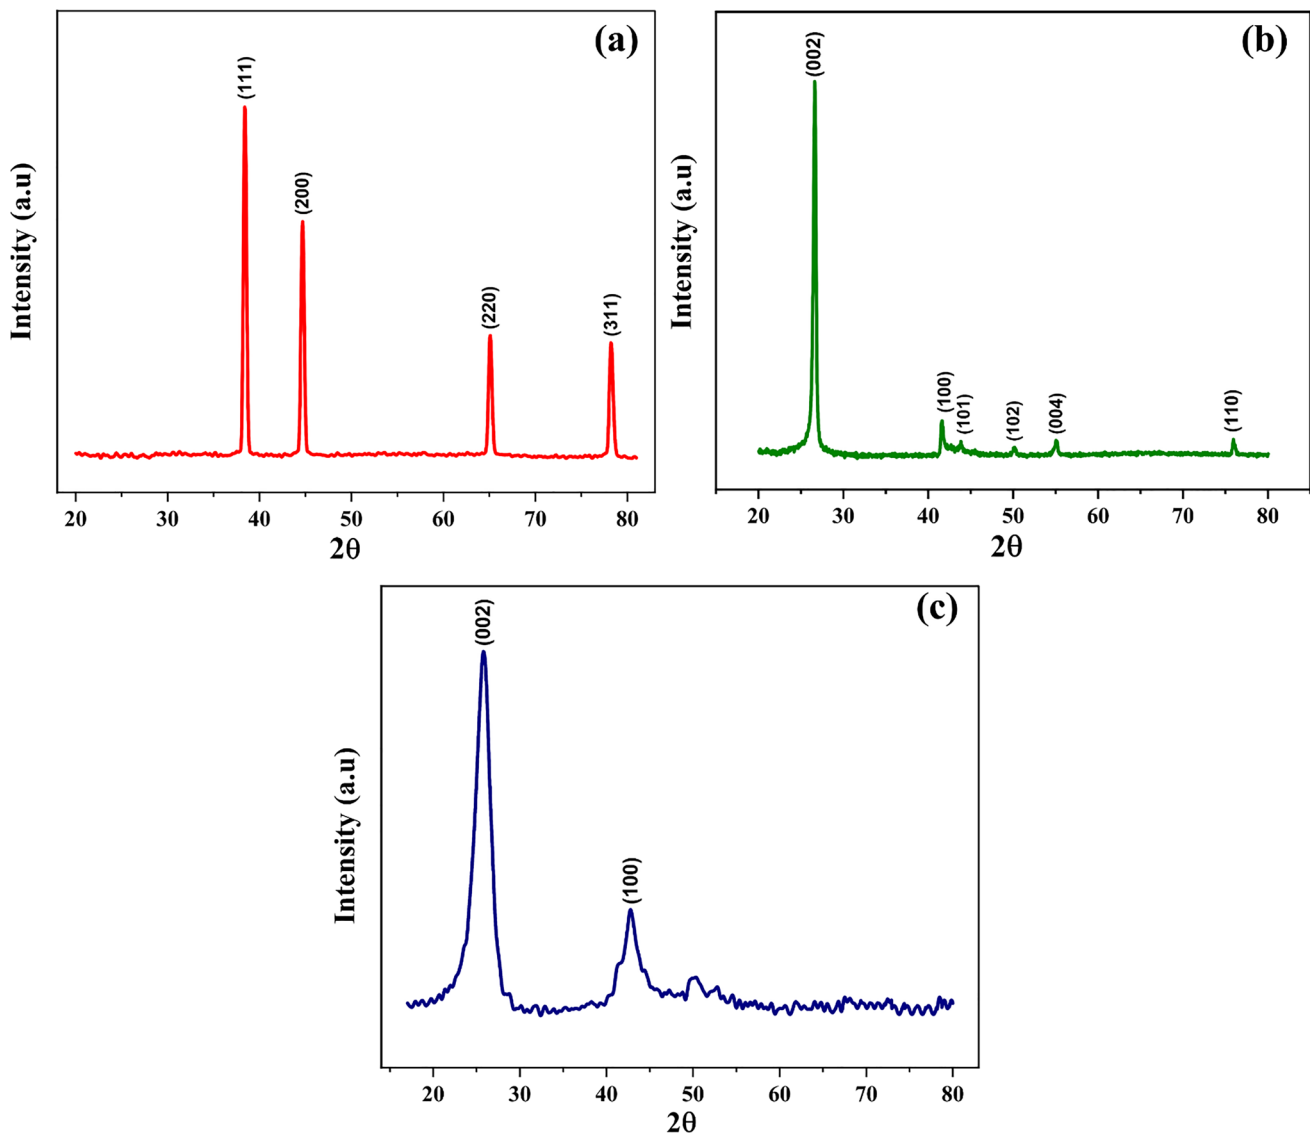 (a)
(111)
(200)
(220)
(311)
Intensity (a.u)
20 30 40 50 60 70 80
2θ
(b)
(002)
(100)
(101)
(102)
(004)
(110)
Intensity (a.u)
20 30 40 50 60 70 80
2θ
(c)
(002)
(100)
Intensity (a.u)
20 30 40 50 60 70 80
2θ